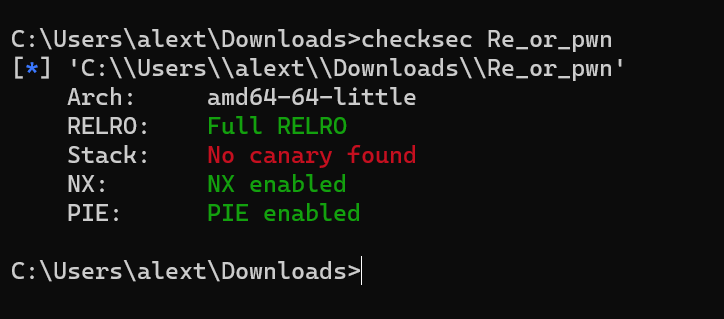 C:\Users\alext\Downloads>checksec Re_or_pwn
[*] 'C:\\Users\\alext\\Downloads\\Re_or_pwn'
    Arch:     amd64-64-little
    RELRO:    Full RELRO
    Stack:    No canary found
    NX:       NX enabled
    PIE:      PIE enabled
C:\Users\alext\Downloads>